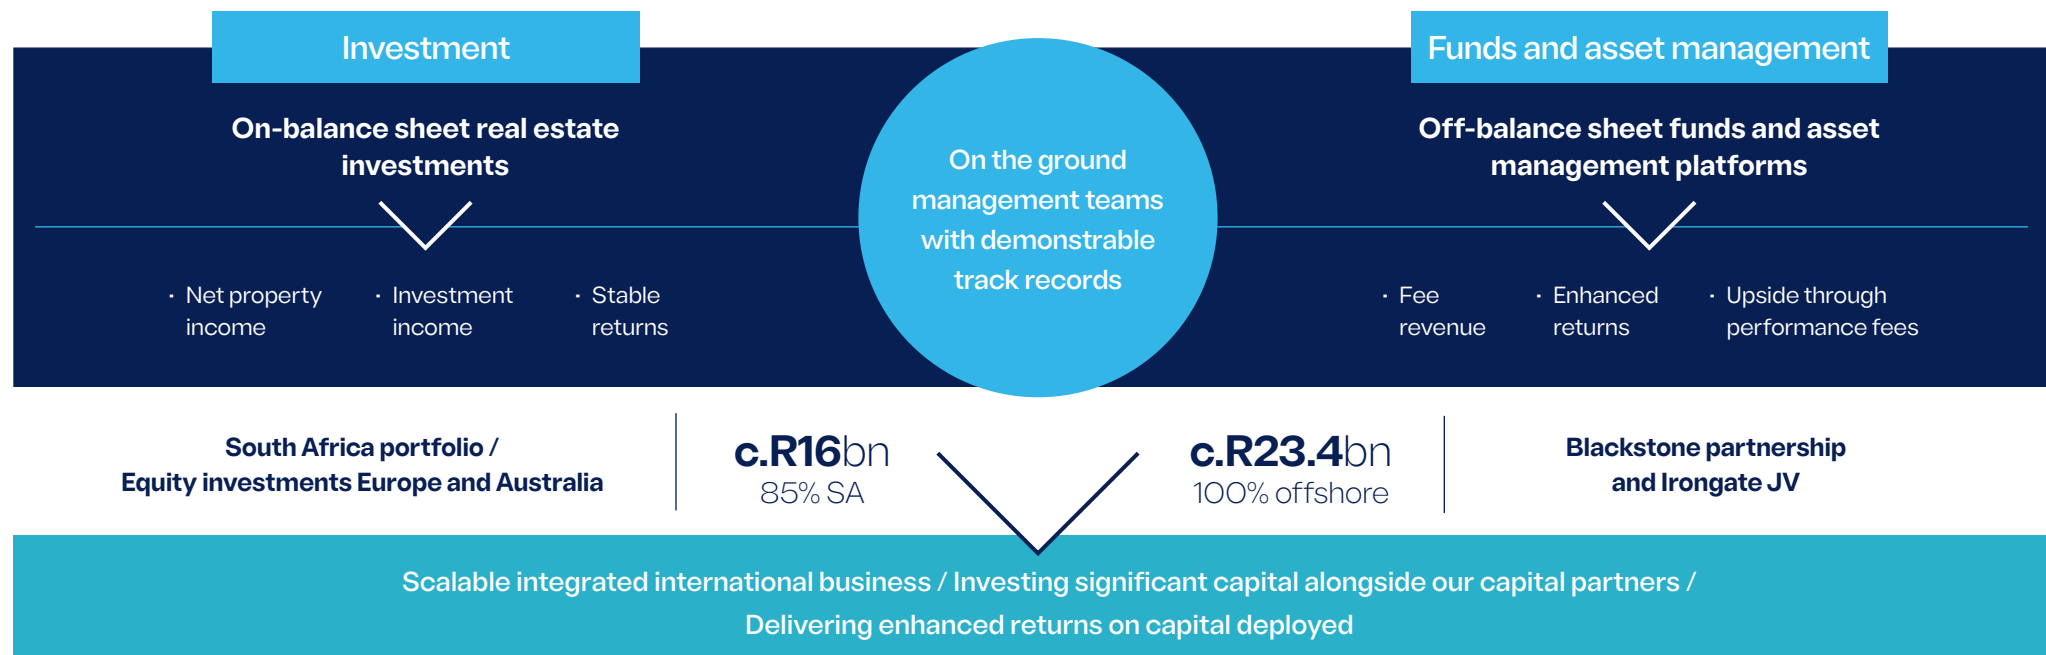 Investment
On-balance sheet real estate
investments
· Net property
income
· Investment
income
· Stable
returns
On the ground
management teams
with demonstrable
track records
Funds and asset management
Off-balance sheet funds and asset
management platforms
· Fee
revenue
· Enhanced
returns
· Upside through
performance fees
South Africa portfolio /
Equity investments Europe and Australia
c.R16bn
85% SA
c.R23.4bn
100% offshore
Blackstone partnership
and Irongate JV
Scalable integrated international business / Investing significant capital alongside our capital partners /
Delivering enhanced returns on capital deployed